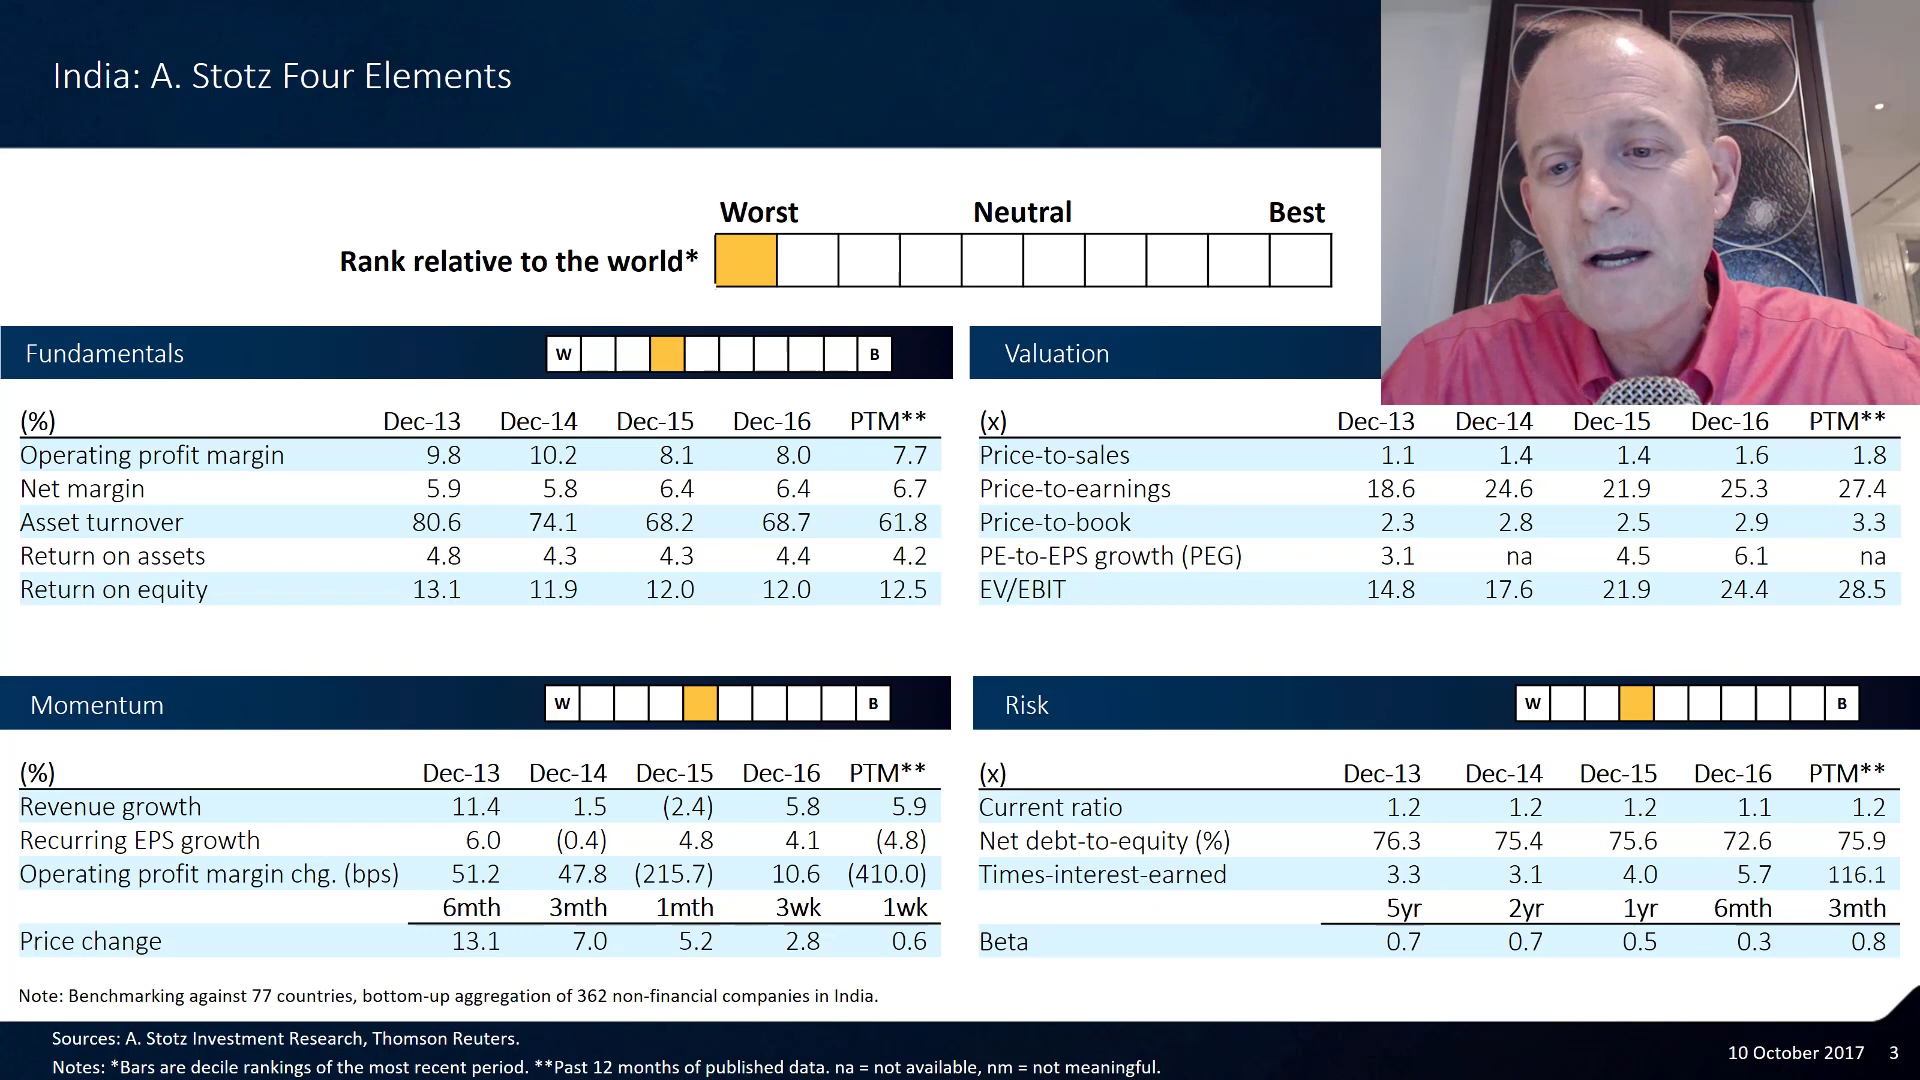 India: A. Stotz Four Elements
Worst Neutral Best
Rank relative to the world*
Fundamentals W B
(%) Dec-13 Dec-14 Dec-15 Dec-16 PTM**
Operating profit margin 9.8 10.2 8.1 8.0 7.7
Net margin 5.9 5.8 6.4 6.4 6.7
Asset turnover 80.6 74.1 68.2 68.7 61.8
Return on assets 4.8 4.3 4.3 4.4 4.2
Return on equity 13.1 11.9 12.0 12.0 12.5
Valuation
(x) Dec-13 Dec-14 Dec-15 Dec-16 PTM**
Price-to-sales 1.1 1.4 1.4 1.6 1.8
Price-to-earnings 18.6 24.6 21.9 25.3 27.4
Price-to-book 2.3 2.8 2.5 2.9 3.3
PE-to-EPS growth (PEG) 3.1 na 4.5 6.1 na
EV/EBIT 14.8 17.6 21.9 24.4 28.5
Momentum W B
(%) Dec-13 Dec-14 Dec-15 Dec-16 PTM**
Revenue growth 11.4 1.5 (2.4) 5.8 5.9
Recurring EPS growth 6.0 (0.4) 4.8 4.1 (4.8)
Operating profit margin chg. (bps) 51.2 47.8 (215.7) 10.6 (410.0)
6mth 3mth 1mth 3wk 1wk
Price change 13.1 7.0 5.2 2.8 0.6
Risk W B
(x) Dec-13 Dec-14 Dec-15 Dec-16 PTM**
Current ratio 1.2 1.2 1.2 1.1 1.2
Net debt-to-equity (%) 76.3 75.4 75.6 72.6 75.9
Times-interest-earned 3.3 3.1 4.0 5.7 116.1
5yr 2yr 1yr 6mth 3mth
Beta 0.7 0.7 0.5 0.3 0.8
Note: Benchmarking against 77 countries, bottom-up aggregation of 362 non-financial companies in India.
Sources: A. Stotz Investment Research, Thomson Reuters.
Notes: *Bars are decile rankings of the most recent period. **Past 12 months of published data. na = not available, nm = not meaningful.
10 October 2017 3